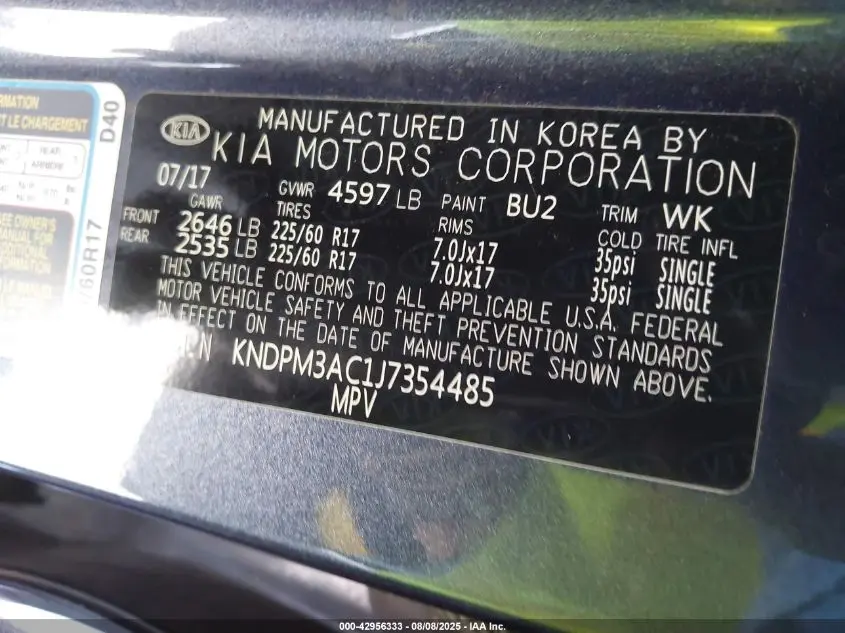 RMATION
T LE CHARGEMENT
D40
/60R17
KIA
MANUFACTURED IN KOREA BY
KIA MOTORS CORPORATION
07/17 GVWR 4597 LB PAINT BU2 TRIM WK
GAWR TIRES RIMS COLD TIRE INFL
FRONT 2646 LB 225/60 R17 7.0Jx17 35psi SINGLE
REAR 2535 LB 225/60 R17 7.0Jx17 35psi SINGLE
THIS VEHICLE CONFORMS TO ALL APPLICABLE U.S.A. FEDERAL
MOTOR VEHICLE SAFETY AND THEFT PREVENTION STANDARDS
IN EFFECT ON THE DATE OF MANUFACTURE SHOWN ABOVE.
KNDPM3AC1J7354485
MPV
000-42956333 - 08/08/2025 - IAA Inc.